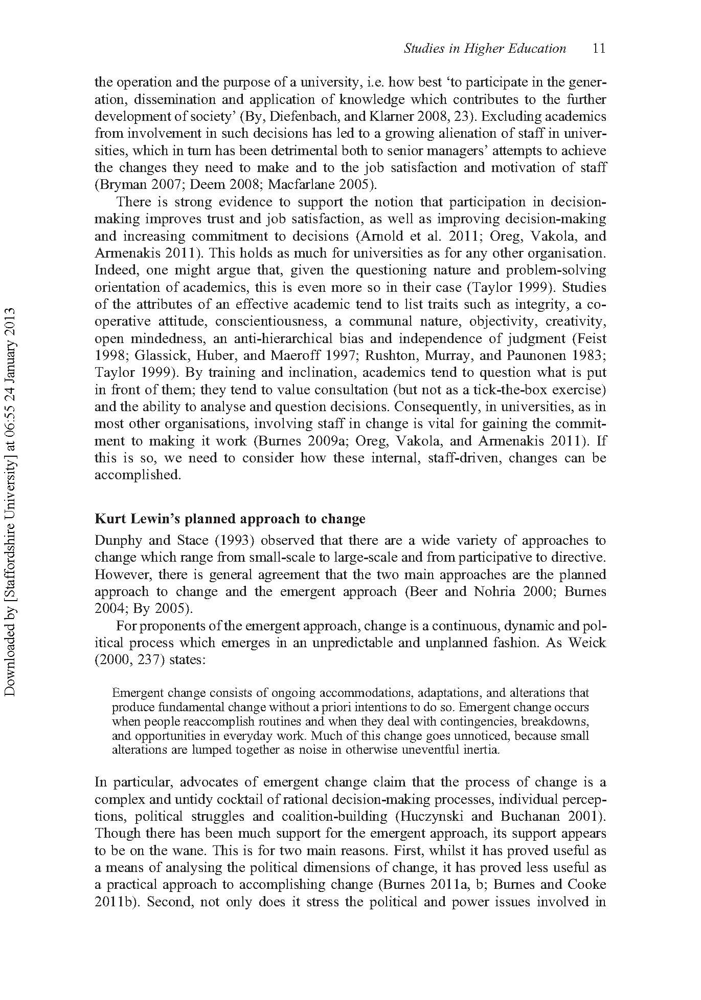 Studies in Higher Education 11
the operation and the purpose of a university, i.e. how best ‘to participate in the gener-
ation, dissemination and application of knowledge which contributes to the further
development of society’ (By, Diefenbach, and Klarner 2008, 23). Excluding academics
from involvement in such decisions has led to a growing alienation of staff in univer-
sities, which in turn has been detrimental both to senior managers’ attempts to achieve
the changes they need to make and to the job satisfaction and motivation of staff
(Bryman 2007; Deem 2008; Macfarlane 2005).
There is strong evidence to support the notion that participation in decision-
making improves trust and job satisfaction, as well as improving decision-making
and increasing commitment to decisions (Arnold et al. 2011; Oreg, Vakola, and
Armenakis 2011). This holds as much for universities as for any other organisation.
Indeed, one might argue that, given the questioning nature and problem-solving
orientation of academics, this is even more so in their case (Taylor 1999). Studies
of the attributes of an effective academic tend to list traits such as integrity, a co-
operative attitude, conscientiousness, a communal nature, objectivity, creativity,
open mindedness, an anti-hierarchical bias and independence of judgment (Feist
1998; Glassick, Huber, and Maeroff 1997; Rushton, Murray, and Paunonen 1983;
Taylor 1999). By training and inclination, academics tend to question what is put
in front of them; they tend to value consultation (but not as a tick-the-box exercise)
and the ability to analyse and question decisions. Consequently, in universities, as in
most other organisations, involving staff in change is vital for gaining the commit-
ment to making it work (Burnes 2009a; Oreg, Vakola, and Armenakis 2011). If
this is so, we need to consider how these internal, staff-driven, changes can be
accomplished.
Kurt Lewin’s planned approach to change
Dunphy and Stace (1993) observed that there are a wide variety of approaches to
change which range from small-scale to large-scale and from participative to directive.
However, there is general agreement that the two main approaches are the planned
approach to change and the emergent approach (Beer and Nohria 2000; Burnes
2004; By 2005).
For proponents of the emergent approach, change is a continuous, dynamic and pol-
itical process which emerges in an unpredictable and unplanned fashion. As Weick
(2000, 237) states:
Emergent change consists of ongoing accommodations, adaptations, and alterations that
produce fundamental change without a priori intentions to do so. Emergent change occurs
when people reaccomplish routines and when they deal with contingencies, breakdowns,
and opportunities in everyday work. Much of this change goes unnoticed, because small
alterations are lumped together as noise in otherwise uneventful inertia.
In particular, advocates of emergent change claim that the process of change is a
complex and untidy cocktail of rational decision-making processes, individual percep-
tions, political struggles and coalition-building (Huczynski and Buchanan 2001).
Though there has been much support for the emergent approach, its support appears
to be on the wane. This is for two main reasons. First, whilst it has proved useful as
a means of analysing the political dimensions of change, it has proved less useful as
a practical approach to accomplishing change (Burnes 2011a, b; Burnes and Cooke
2011b). Second, not only does it stress the political and power issues involved in
Downloaded by [Staffordshire University] at 06:55 24 January 2013